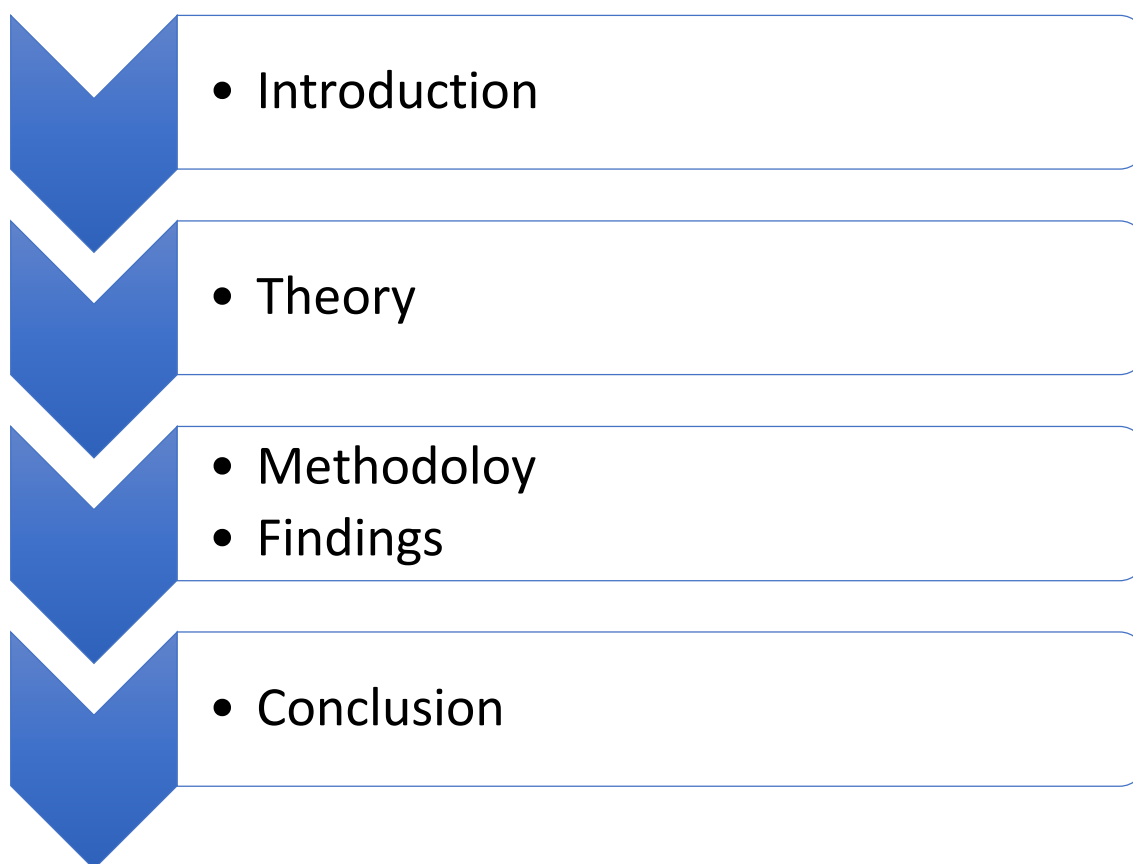 • Introduction
• Theory
• Methodoloy
• Findings
• Conclusion